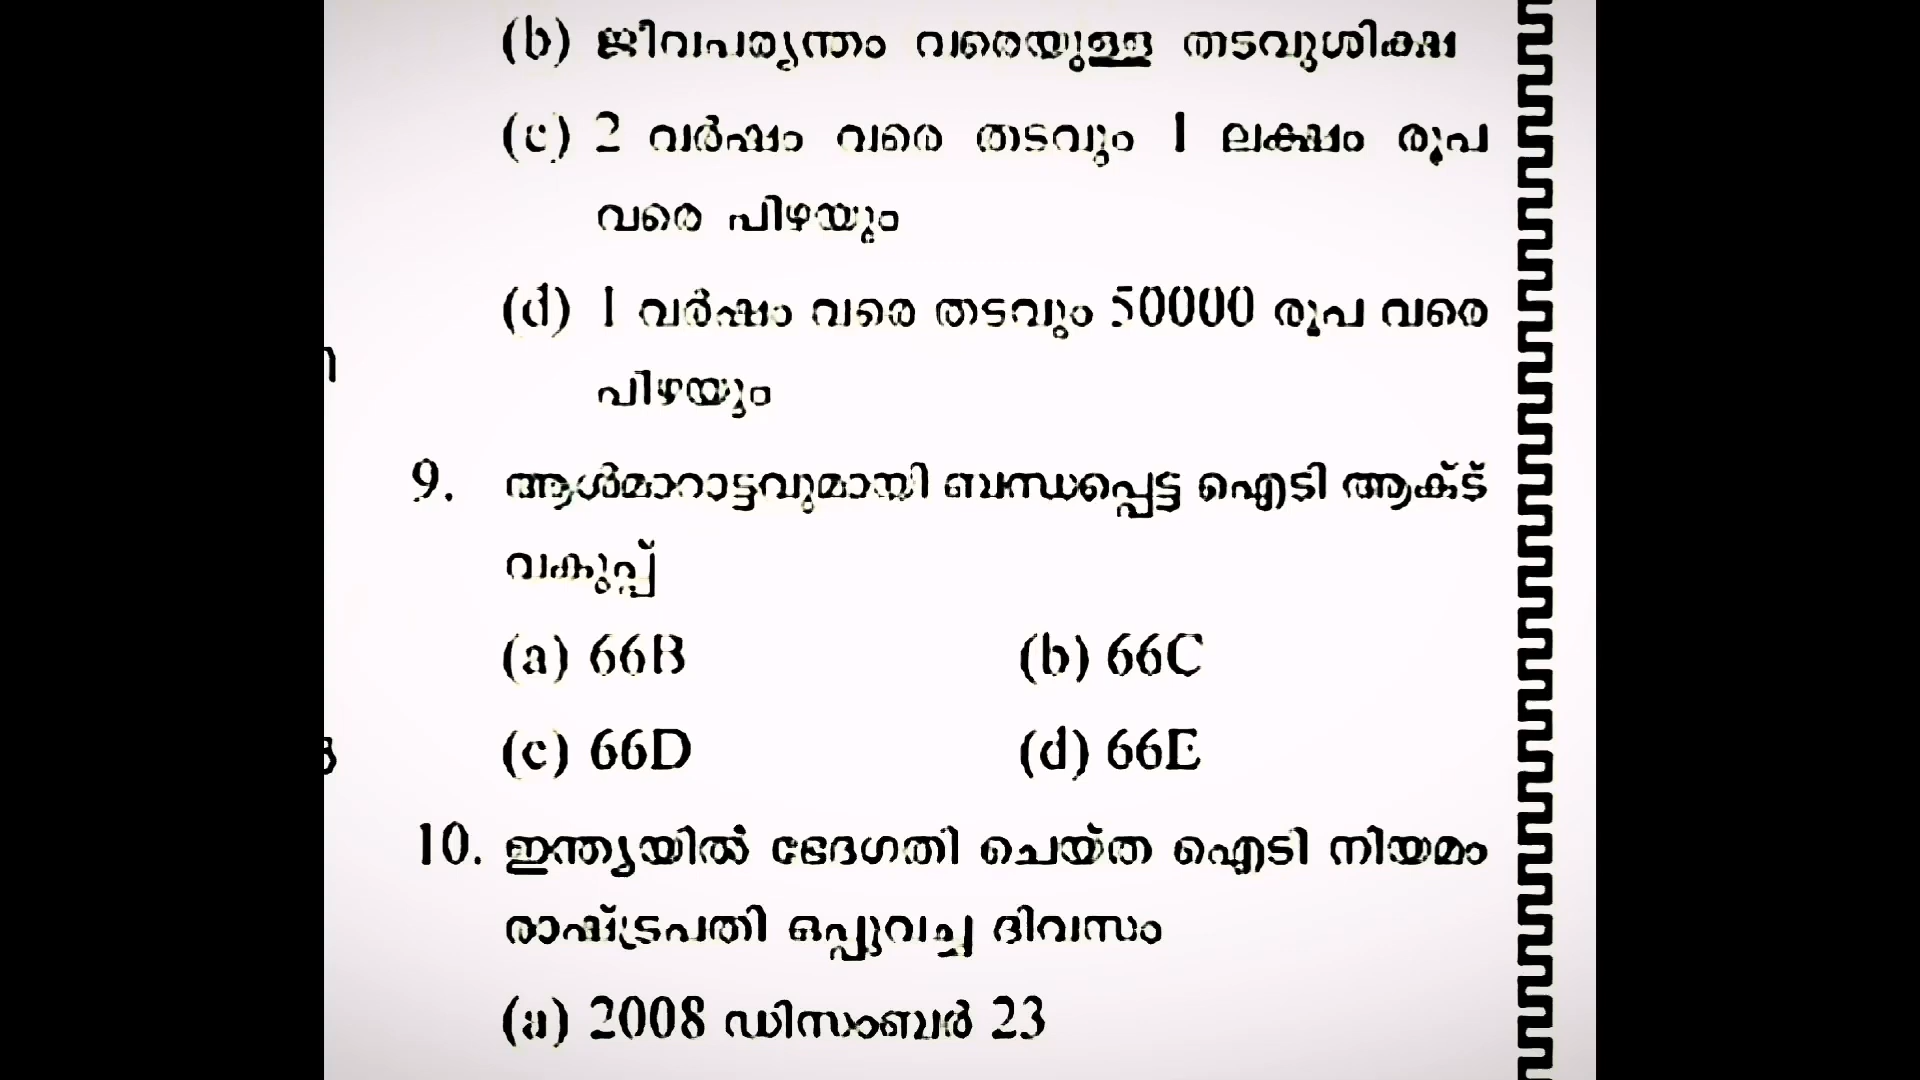 (b) ജീവപര്യന്തം വരെയുള്ള തടവുശിക്ഷ
(c) 2 വർഷം വരെ തടവും 1 ലക്ഷം രൂപ
വരെ പിഴയും
(d) 1 വർഷം വരെ തടവും 50000 രൂപ വരെ
പിഴയും
9. ആൾമാറാട്ടവുമായി ബന്ധപ്പെട്ട ഐടി ആക്ട്
വകുപ്പ്
(a) 66B (b) 66C
(c) 66D (d) 66E
10. ഇന്ത്യയിൽ ഭേദഗതി ചെയ്ത ഐടി നിയമം
രാഷ്ട്രപതി ഒപ്പുവച്ച ദിവസം
(a) 2008 ഡിസംബർ 23